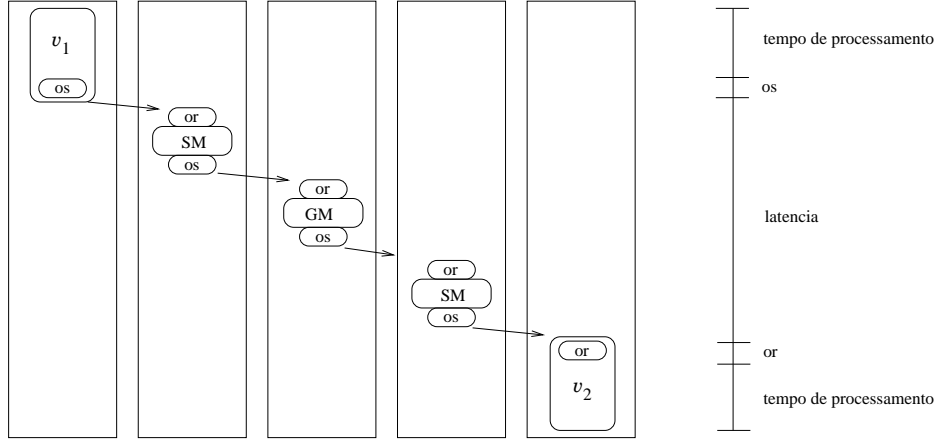 v1
os
or
SM
os
or
GM
os
or
SM
os
or
v2
tempo de processamento
os
latencia
or
tempo de processamento